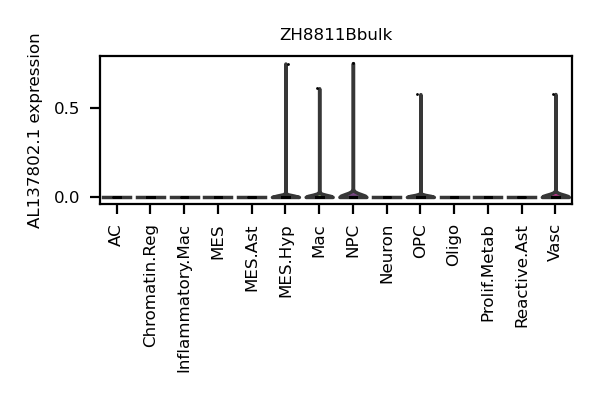 ZH8811Bbulk
AL137802.1 expression
0.5
0.0
AC
Chromatin.Reg
Inflammatory.Mac
MES
MES.Ast
MES.Hyp
Mac
NPC
Neuron
OPC
Oligo
Prolif.Metab
Reactive.Ast
Vasc